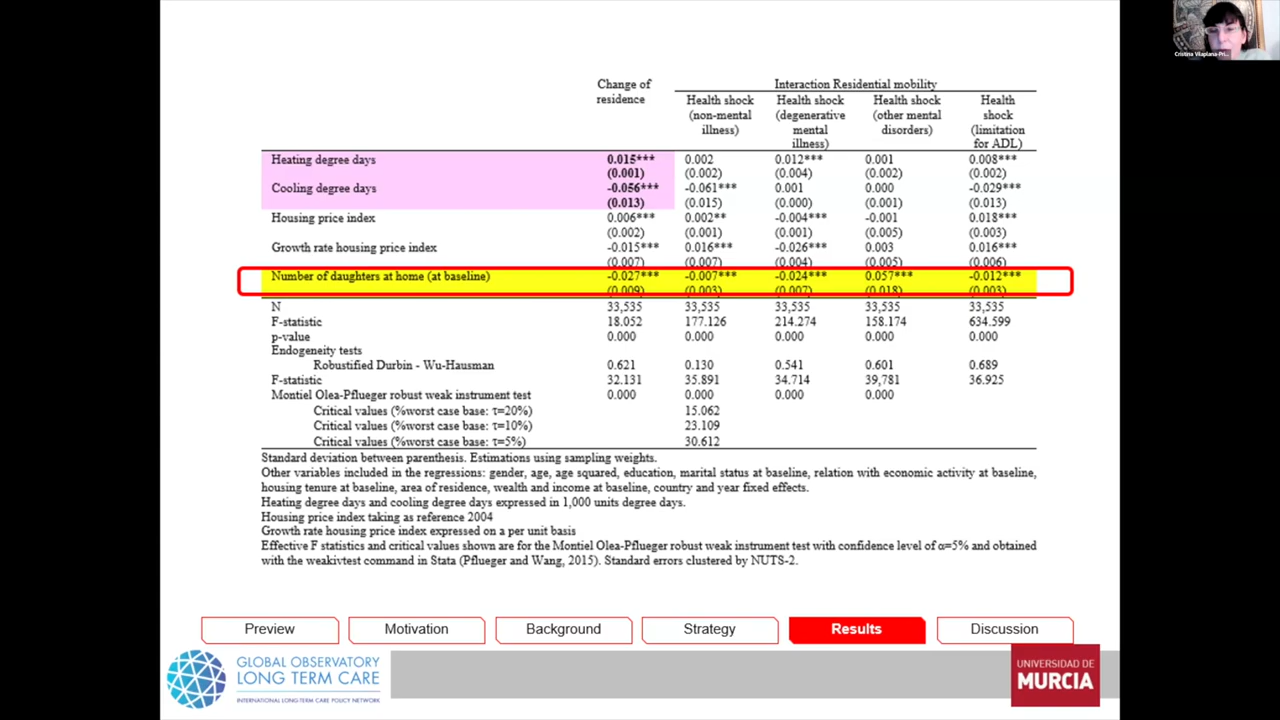 Cristina Vilaplana-Pri...
Change of residence
Interaction Residential mobility
Health shock (non-mental illness)
Health shock (degenerative mental illness)
Health shock (other mental disorders)
Health shock (limitation for ADL)
Heating degree days 0.015*** 0.002 0.012*** 0.001 0.008***
(0.001) (0.002) (0.004) (0.002) (0.002)
Cooling degree days -0.056*** -0.061*** 0.001 0.000 -0.029***
(0.013) (0.015) (0.000) (0.001) (0.013)
Housing price index 0.006*** 0.002** -0.004*** -0.001 0.018***
(0.002) (0.001) (0.001) (0.005) (0.003)
Growth rate housing price index -0.015*** 0.016*** -0.026*** 0.003 0.016***
(0.007) (0.007) (0.004) (0.005) (0.006)
Number of daughters at home (at baseline) -0.027*** -0.007*** -0.024*** 0.057*** -0.012***
(0.009) (0.003) (0.007) (0.018) (0.003)
N 33,535 33,535 33,535 33,535 33,535
F-statistic 18.052 177.126 214.274 158.174 634.599
p-value 0.000 0.000 0.000 0.000 0.000
Endogeneity tests
Robustified Durbin - Wu-Hausman 0.621 0.130 0.541 0.601 0.689
F-statistic 32.131 35.891 34.714 39,781 36.925
Montiel Olea-Pflueger robust weak instrument test 0.000 0.000 0.000 0.000
Critical values (%worst case base: τ=20%) 15.062
Critical values (%worst case base: τ=10%) 23.109
Critical values (%worst case base: τ=5%) 30.612
Standard deviation between parenthesis. Estimations using sampling weights.
Other variables included in the regressions: gender, age, age squared, education, marital status at baseline, relation with economic activity at baseline,
housing tenure at baseline, area of residence, wealth and income at baseline, country and year fixed effects.
Heating degree days and cooling degree days expressed in 1,000 units degree days.
Housing price index taking as reference 2004
Growth rate housing price index expressed on a per unit basis
Effective F statistics and critical values shown are for the Montiel Olea-Pflueger robust weak instrument test with confidence level of α=5% and obtained
with the weakivtest command in Stata (Pflueger and Wang, 2015). Standard errors clustered by NUTS-2.
Preview Motivation Background Strategy Results Discussion
GLOBAL OBSERVATORY
LONG TERM CARE
INTERNATIONAL LONG-TERM CARE POLICY NETWORK
UNIVERSIDAD DE
MURCIA